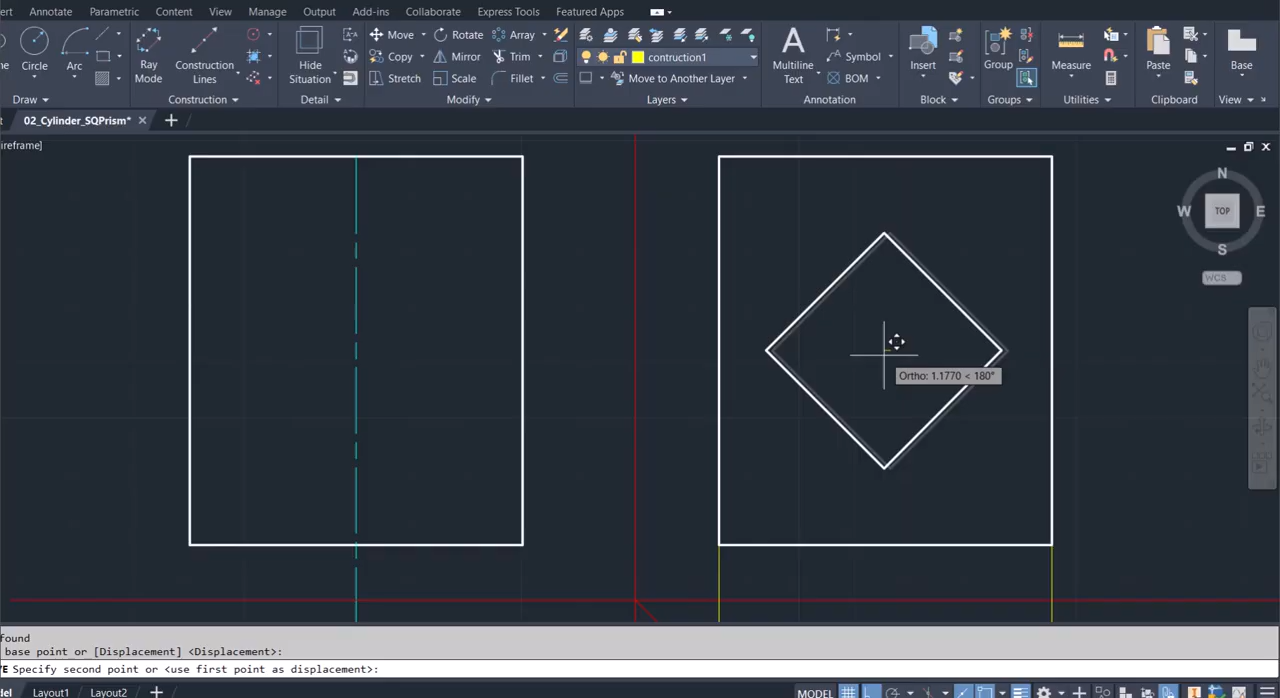 ert Annotate Parametric Content View Manage Output Add-ins Collaborate Express Tools Featured Apps
Move Rotate Array
Copy Mirror Trim
Stretch Scale Fillet
Circle Arc
Ray Mode
Construction Lines
Hide Situation
contruction1
Move to Another Layer
Multiline Text
Symbol
BOM
Insert
Group
Measure
Paste
Base
Draw Construction Detail Modify Layers Annotation Block Groups Utilities Clipboard View
02_Cylinder_SQPrism*
ireframe]
N
W TOP E
S
WCS
Ortho: 1.1770 < 180°
found
base point or [Displacement] <Displacement>:
VE Specify second point or <use first point as displacement>:
del Layout1 Layout2 MODEL